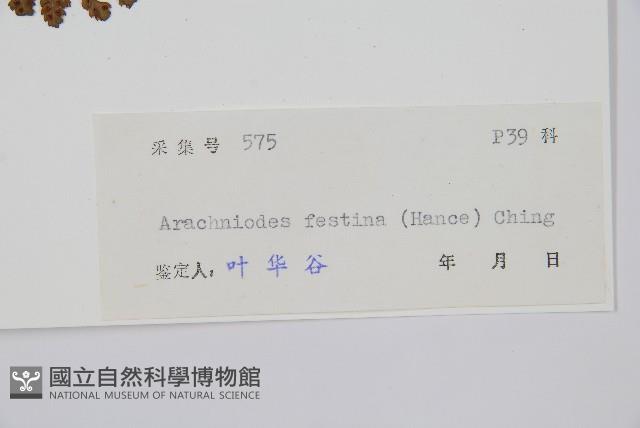 采集号 575 P39 科
Arachniodes festina (Hance) Ching
鉴定人: 叶华谷 年 月 日
國立自然科學博物館
NATIONAL MUSEUM OF NATURAL SCIENCE